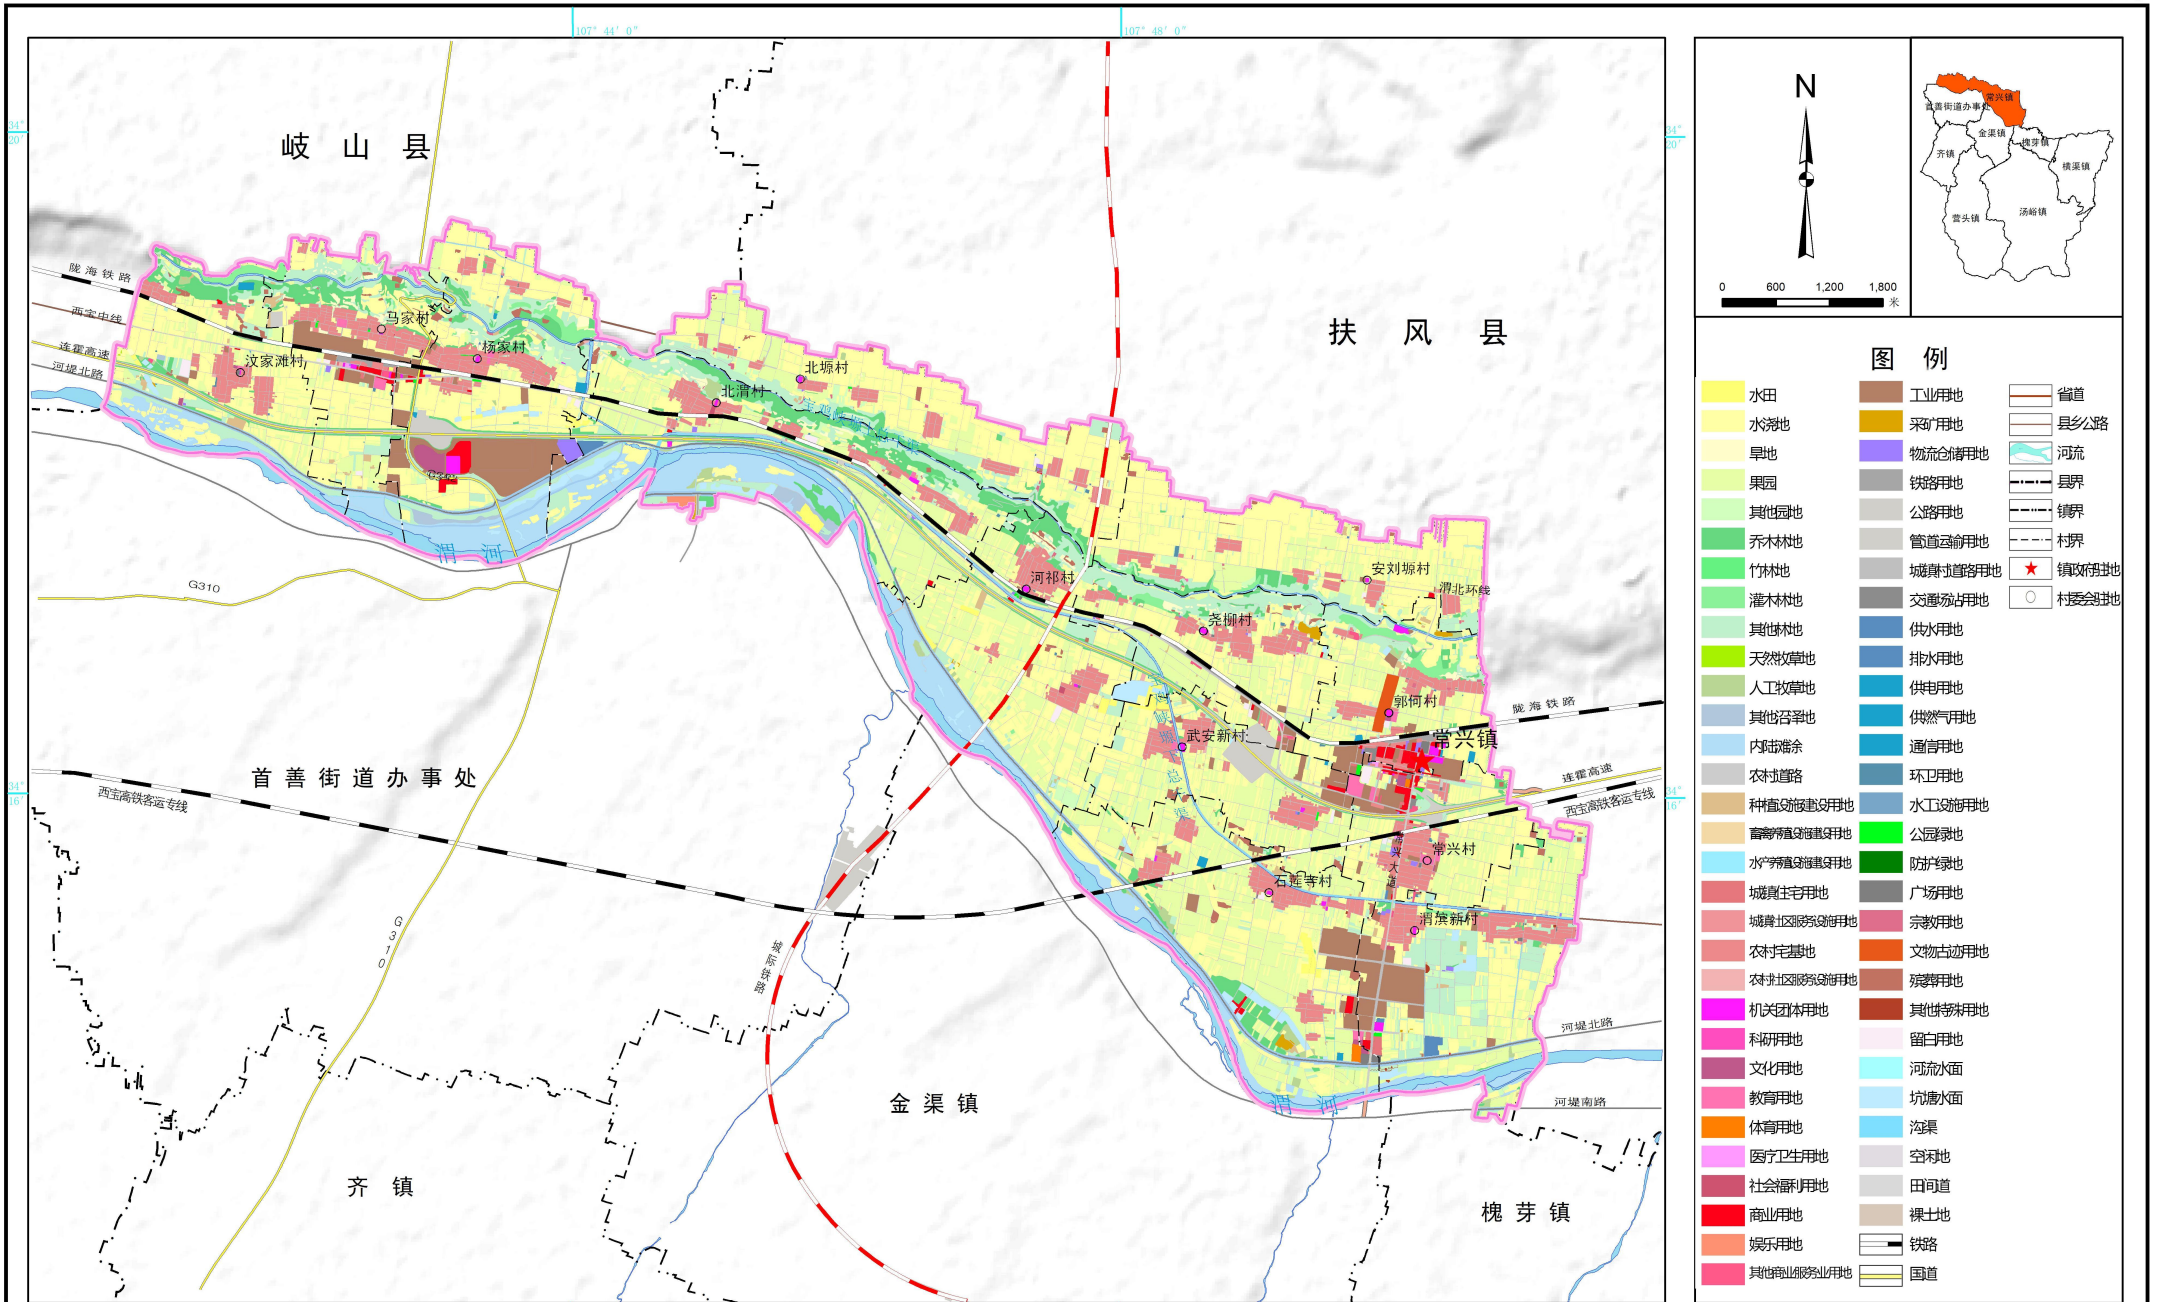 107° 44′ 0″
107° 48′ 0″
34°
20′
34°
20′
34°
16′
34°
16′
岐山县
扶风县
陇海铁路
西宝中线
连霍高速
河堤北路
马家村
汶家滩村
杨家村
北塬村
北渭村
渭河
G310
河祁村
安刘塬村
渭北环线
尧柳村
郭何村
陇海铁路
常兴镇
武安新村
连霍高速
西宝高铁客运专线
首善街道办事处
西宝高铁客运专线
常兴村
常兴大道
石莲寺村
渭滨新村
G310
城际铁路
河堤北路
金渠镇
渭河
河堤南路
齐镇
槐芽镇
N
0 600 1,200 1,800
米
常兴镇
首善街道办事处
金渠镇
槐芽镇
齐镇
横渠镇
营头镇
汤峪镇
图例
水田
水浇地
旱地
果园
其他园地
乔木林地
竹林地
灌木林地
其他林地
天然牧草地
人工牧草地
其他沼泽地
内陆滩涂
农村道路
种植设施建设用地
畜禽养殖设施建设用地
水产养殖设施建设用地
城镇住宅用地
城镇社区服务设施用地
农村宅基地
农村社区服务设施用地
机关团体用地
科研用地
文化用地
教育用地
体育用地
医疗卫生用地
社会福利用地
商业用地
娱乐用地
其他商业服务业用地
工业用地
采矿用地
物流仓储用地
铁路用地
公路用地
管道运输用地
城镇村道路用地
交通场站用地
供水用地
排水用地
供电用地
供燃气用地
通信用地
环卫用地
水工设施用地
公园绿地
防护绿地
广场用地
宗教用地
文物古迹用地
殡葬用地
其他特殊用地
留白用地
河流水面
坑塘水面
沟渠
空闲地
田间道
裸土地
铁路
国道
省道
县乡公路
河流
县界
镇界
村界
镇政府驻地
村委会驻地